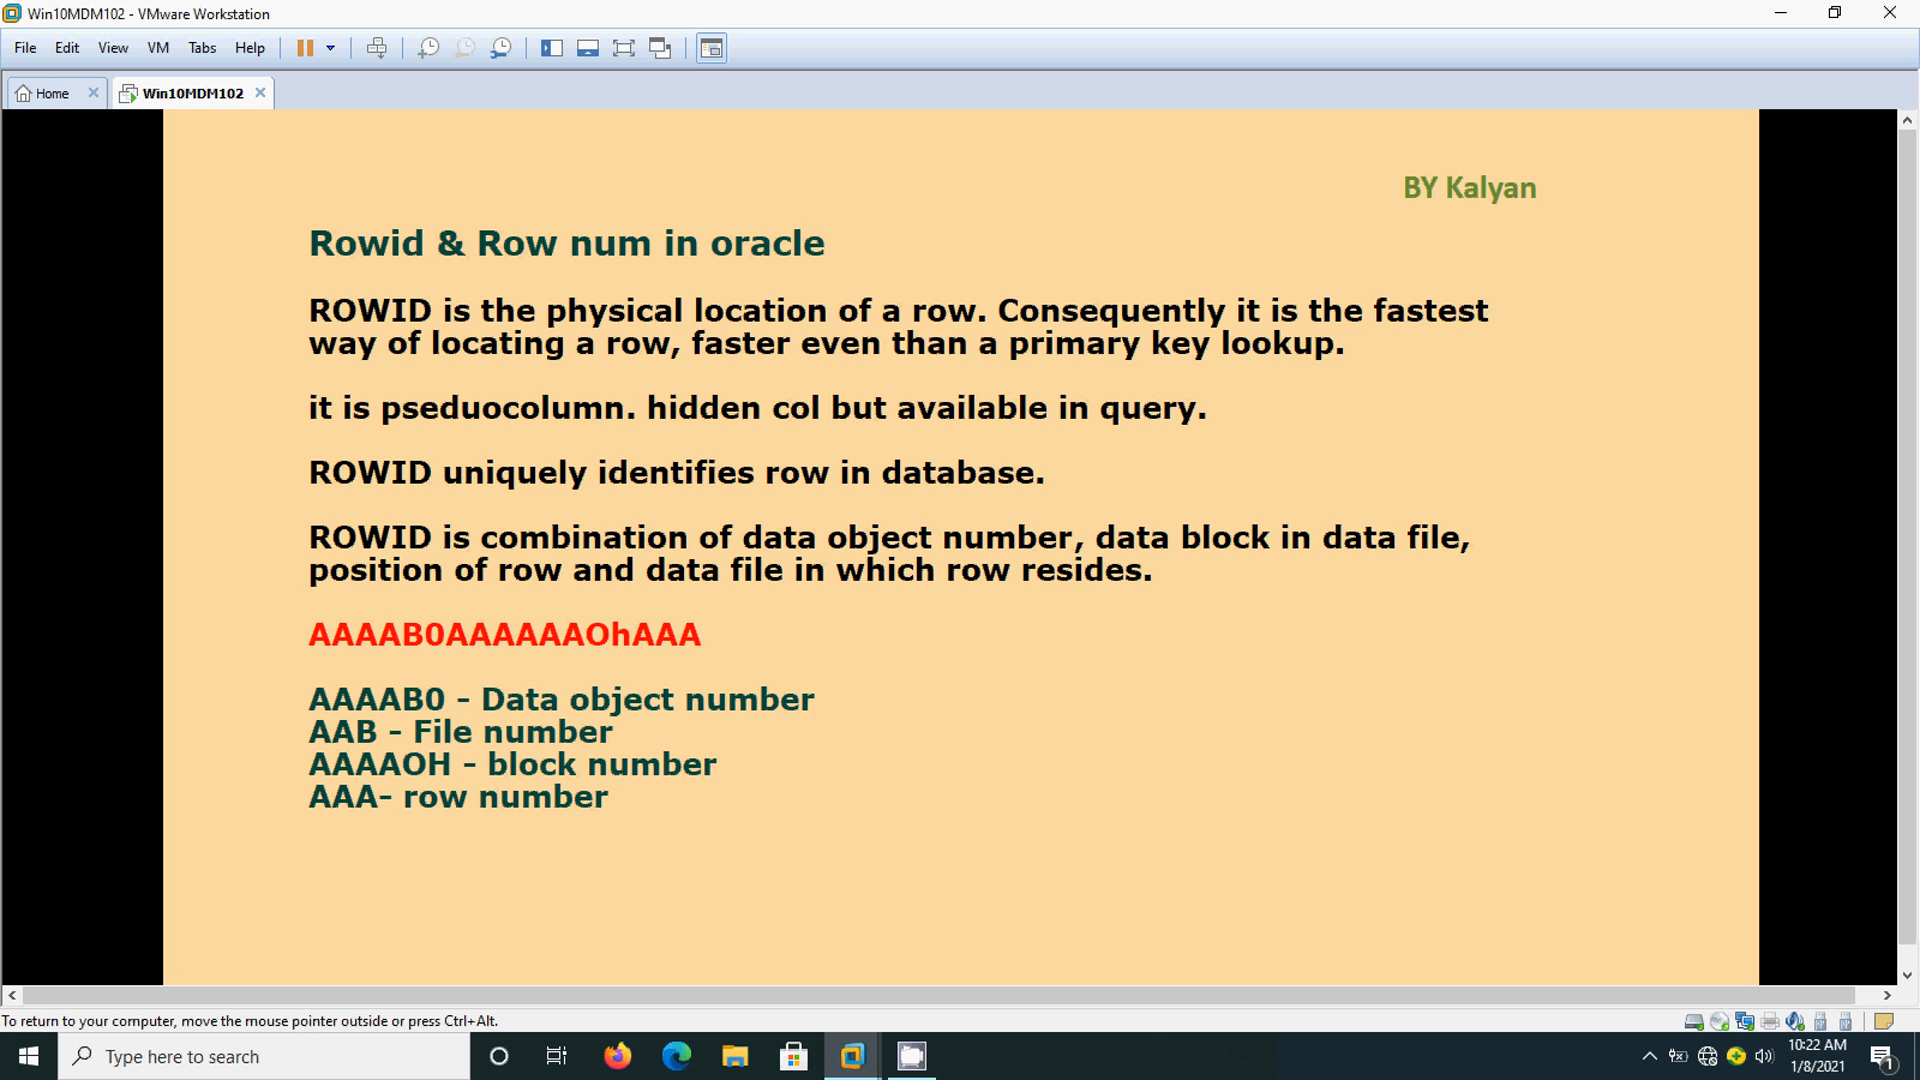 Win10MDM102 - VMware Workstation
File Edit View VM Tabs Help
Home Win10MDM102
BY Kalyan
Rowid & Row num in oracle
ROWID is the physical location of a row. Consequently it is the fastest
way of locating a row, faster even than a primary key lookup.
it is pseduocolumn. hidden col but available in query.
ROWID uniquely identifies row in database.
ROWID is combination of data object number, data block in data file,
position of row and data file in which row resides.
AAAAB0AAAAAAOhAAA
AAAAB0 - Data object number
AAB - File number
AAAAOH - block number
AAA- row number
To return to your computer, move the mouse pointer outside or press Ctrl+Alt.
Type here to search
10:22 AM
1/8/2021
1